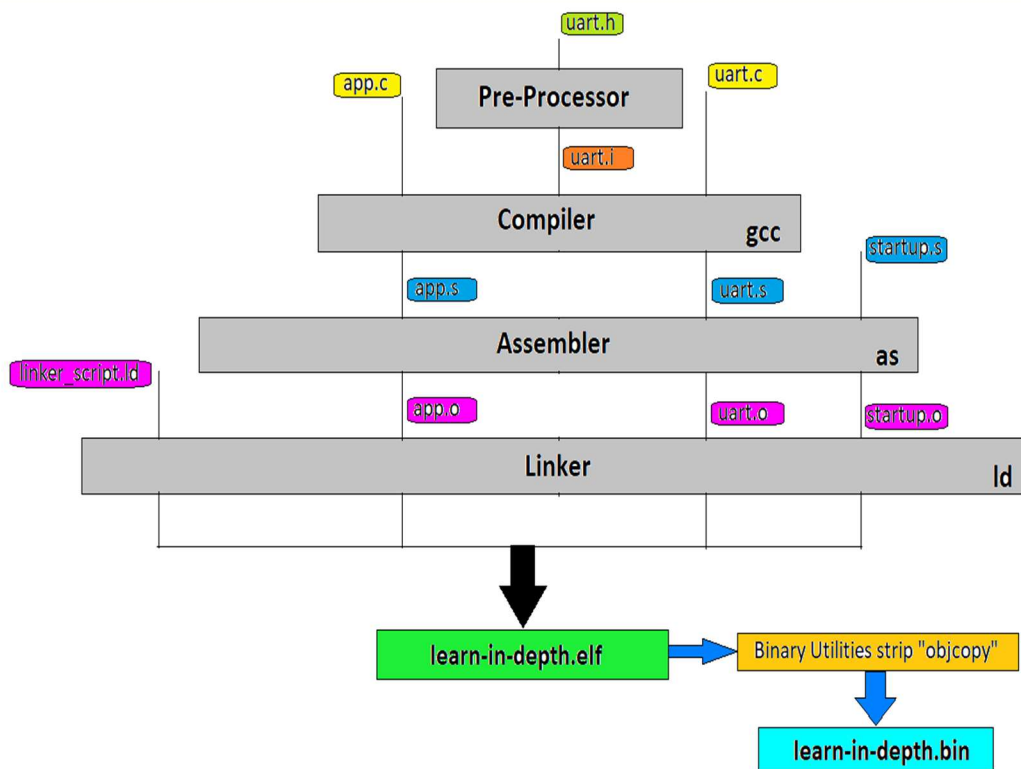 uart.h
app.c
Pre-Processor
uart.c
uart.i
Compiler
gcc
startup.s
app.s
uart.s
Assembler
as
linker_script.ld
app.o
uart.o
startup.o
Linker
ld
learn-in-depth.elf
Binary Utilities strip "objcopy"
learn-in-depth.bin